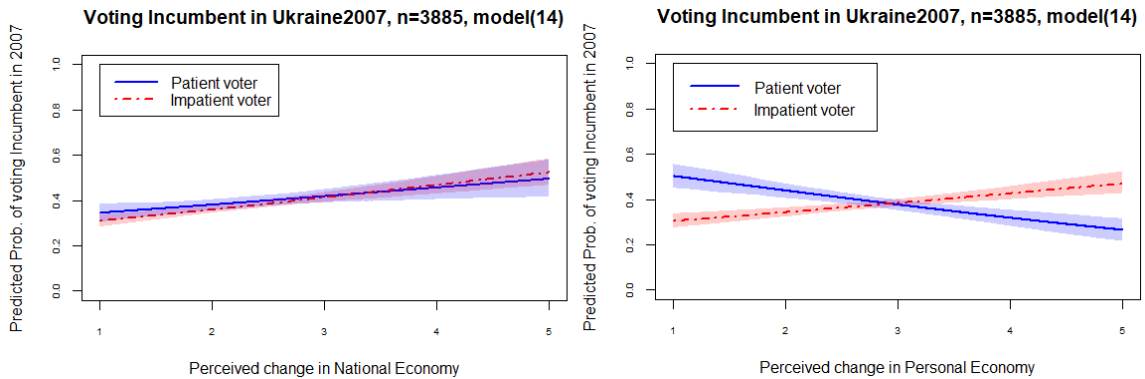 Voting Incumbent in Ukraine2007, n=3885, model(14)
Predicted Prob. of voting Incumbent in 2007
1.0
0.8
0.6
0.4
0.2
0.0
Patient voter
Impatient voter
1 2 3 4 5
Perceived change in National Economy
Voting Incumbent in Ukraine2007, n=3885, model(14)
Predicted Prob. of voting Incumbent in 2007
1.0
0.8
0.6
0.4
0.2
0.0
Patient voter
Impatient voter
1 2 3 4 5
Perceived change in Personal Economy